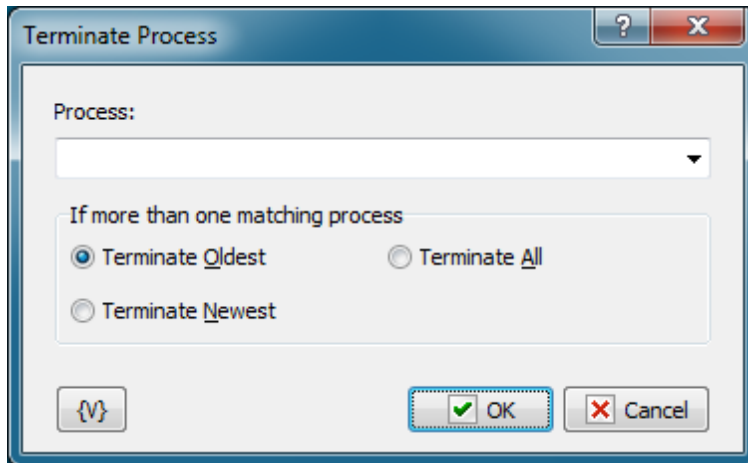 Terminate Process
Process:
If more than one matching process
Terminate Oldest
Terminate All
Terminate Newest
{V}
OK
Cancel